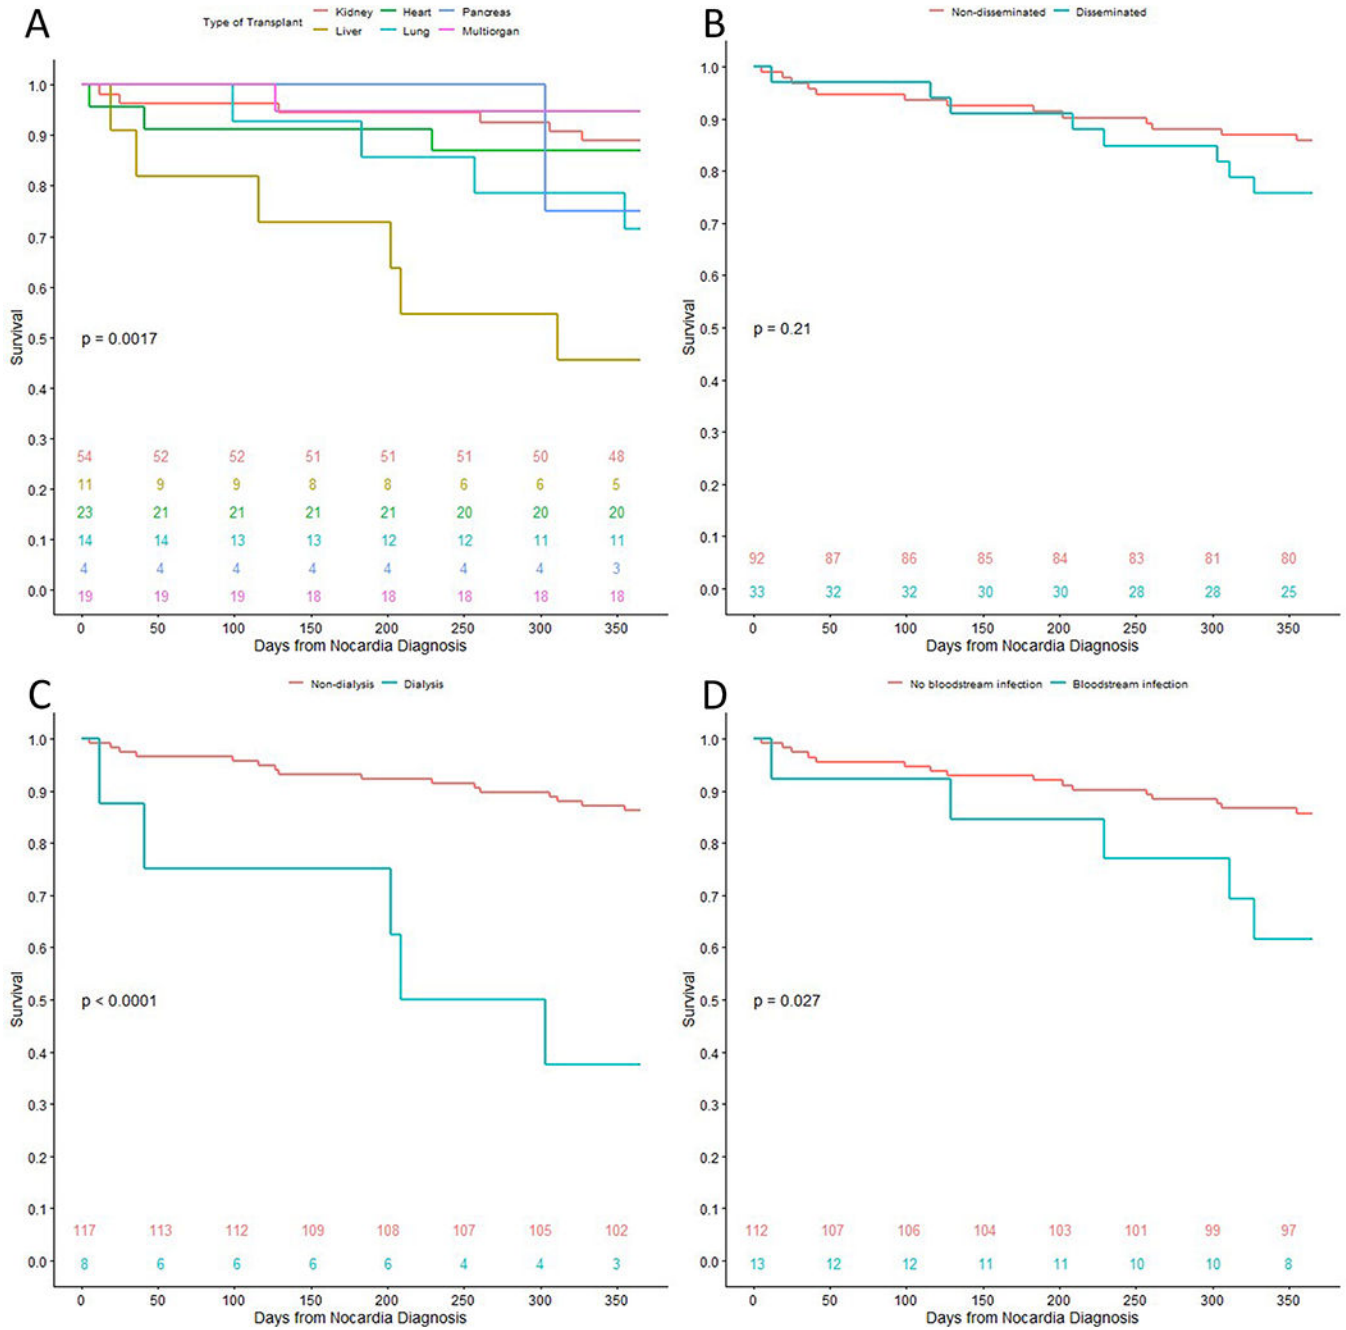 A
Type of Transplant
Kidney Heart Pancreas
Liver Lung Multiorgan
1.0
0.9
0.8
0.7
0.6
0.5
0.4
0.3
0.2
0.1
0.0
Survival
p = 0.0017
54 52 52 51 51 51 50 48
11 9 9 8 8 6 6 5
23 21 21 21 21 20 20 20
14 14 13 13 12 12 11 11
4 4 4 4 4 4 4 3
19 19 19 18 18 18 18 18
0 50 100 150 200 250 300 350
Days from Nocardia Diagnosis
B
Non-disseminated Disseminated
1.0
0.9
0.8
0.7
0.6
0.5
0.4
0.3
0.2
0.1
0.0
Survival
p = 0.21
92 87 86 85 84 83 81 80
33 32 32 30 30 28 28 25
0 50 100 150 200 250 300 350
Days from Nocardia Diagnosis
C
Non-dialysis Dialysis
1.0
0.9
0.8
0.7
0.6
0.5
0.4
0.3
0.2
0.1
0.0
Survival
p < 0.0001
117 113 112 109 108 107 105 102
8 6 6 6 6 4 4 3
0 50 100 150 200 250 300 350
Days from Nocardia Diagnosis
D
No bloodstream infection Bloodstream infection
1.0
0.9
0.8
0.7
0.6
0.5
0.4
0.3
0.2
0.1
0.0
Survival
p = 0.027
112 107 106 104 103 101 99 97
13 12 12 11 11 10 10 8
0 50 100 150 200 250 300 350
Days from Nocardia Diagnosis